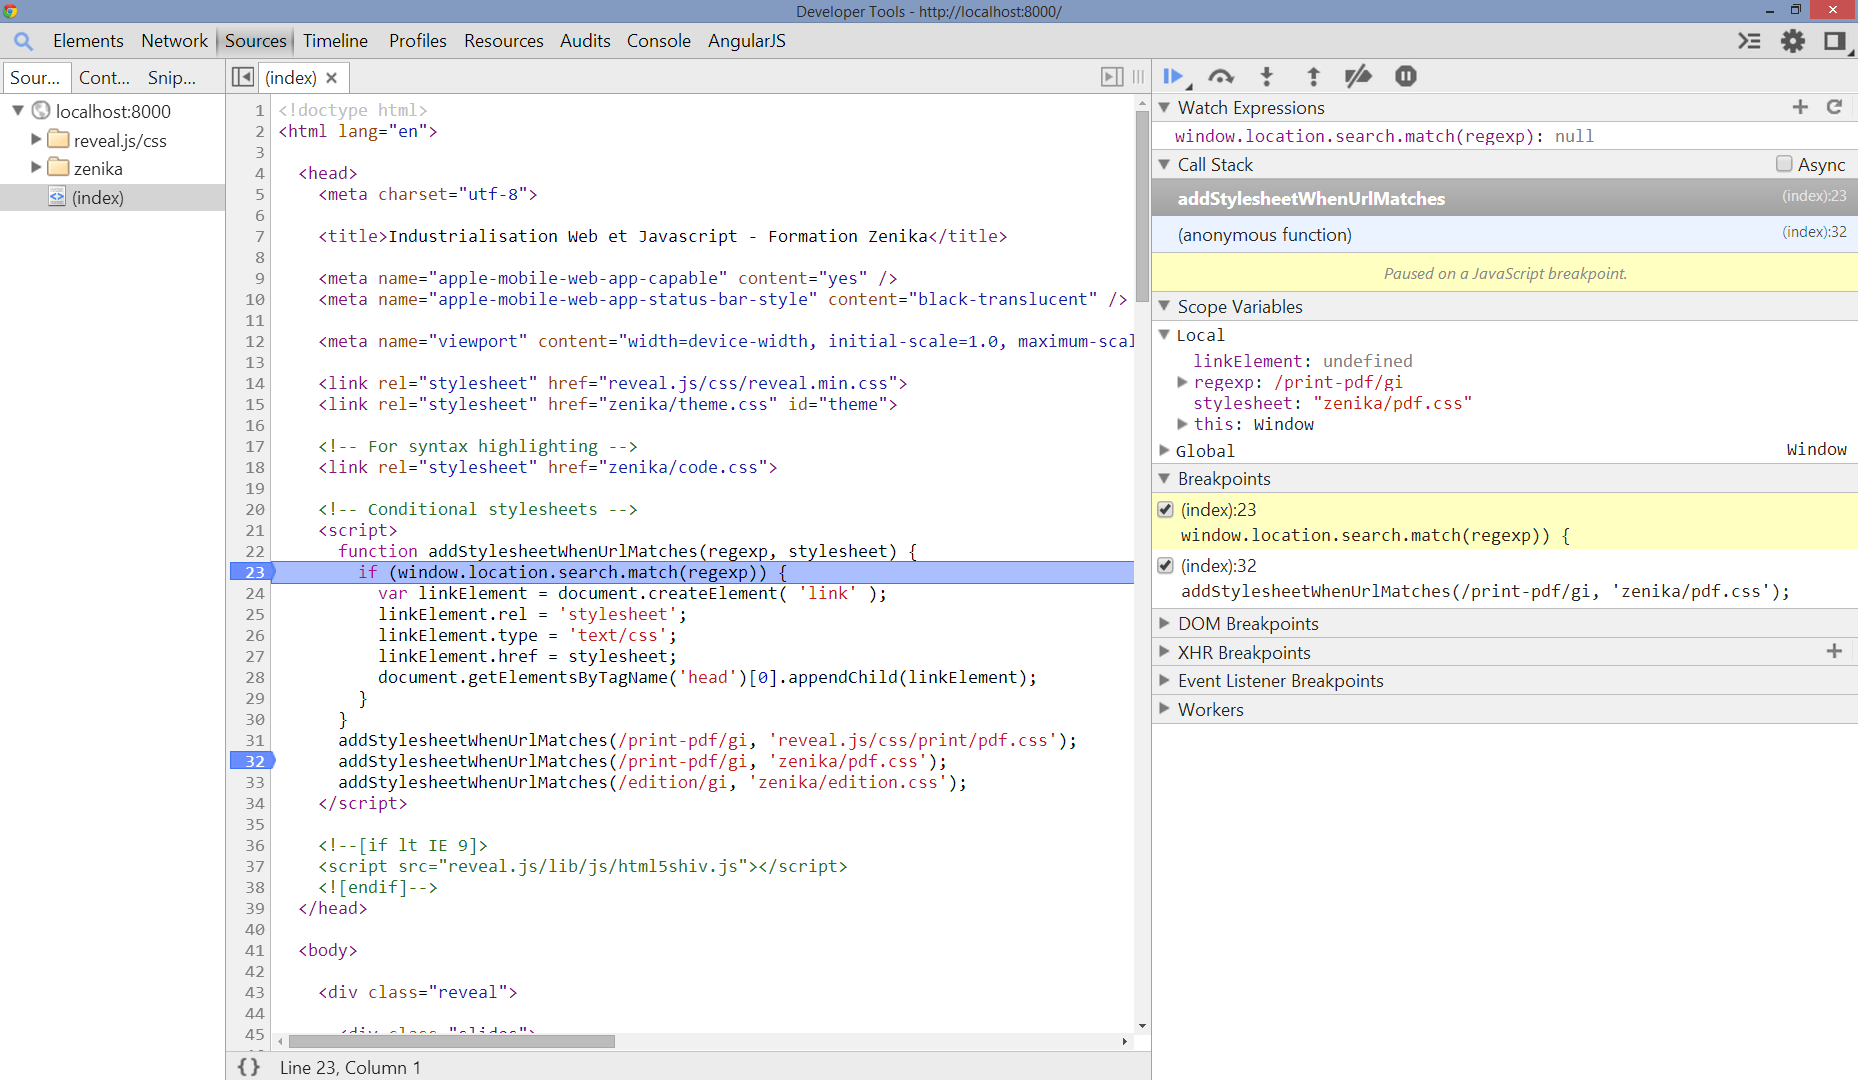 Developer Tools - http://localhost:8000/
Elements Network Sources Timeline Profiles Resources Audits Console AngularJS
Sour... Cont... Snip...
(index)
localhost:8000
reveal.js/css
zenika
(index)
1 <!doctype html>
2 <html lang="en">
3
4 <head>
5 <meta charset="utf-8">
6
7 <title>Industrialisation Web et Javascript - Formation Zenika</title>
8
9 <meta name="apple-mobile-web-app-capable" content="yes" />
10 <meta name="apple-mobile-web-app-status-bar-style" content="black-translucent" />
11
12 <meta name="viewport" content="width=device-width, initial-scale=1.0, maximum-scal
13
14 <link rel="stylesheet" href="reveal.js/css/reveal.min.css">
15 <link rel="stylesheet" href="zenika/theme.css" id="theme">
16
17 <!-- For syntax highlighting -->
18 <link rel="stylesheet" href="zenika/code.css">
19
20 <!-- Conditional stylesheets -->
21 <script>
22 function addStylesheetWhenUrlMatches(regexp, stylesheet) {
23 if (window.location.search.match(regexp)) {
24 var linkElement = document.createElement( 'link' );
25 linkElement.rel = 'stylesheet';
26 linkElement.type = 'text/css';
27 linkElement.href = stylesheet;
28 document.getElementsByTagName('head')[0].appendChild(linkElement);
29 }
30 }
31 addStylesheetWhenUrlMatches(/print-pdf/gi, 'reveal.js/css/print/pdf.css');
32 addStylesheetWhenUrlMatches(/print-pdf/gi, 'zenika/pdf.css');
33 addStylesheetWhenUrlMatches(/edition/gi, 'zenika/edition.css');
34 </script>
35
36 <!--[if lt IE 9]>
37 <script src="reveal.js/lib/js/html5shiv.js"></script>
38 <![endif]-->
39 </head>
40
41 <body>
42
43 <div class="reveal">
44
45 <div class="slides">
{} Line 23, Column 1
Watch Expressions
window.location.search.match(regexp): null
Call Stack Async
addStylesheetWhenUrlMatches (index):23
(anonymous function) (index):32
Paused on a JavaScript breakpoint.
Scope Variables
Local
linkElement: undefined
regexp: /print-pdf/gi
stylesheet: "zenika/pdf.css"
this: Window
Global Window
Breakpoints
(index):23
window.location.search.match(regexp)) {
(index):32
addStylesheetWhenUrlMatches(/print-pdf/gi, 'zenika/pdf.css');
DOM Breakpoints
XHR Breakpoints
Event Listener Breakpoints
Workers